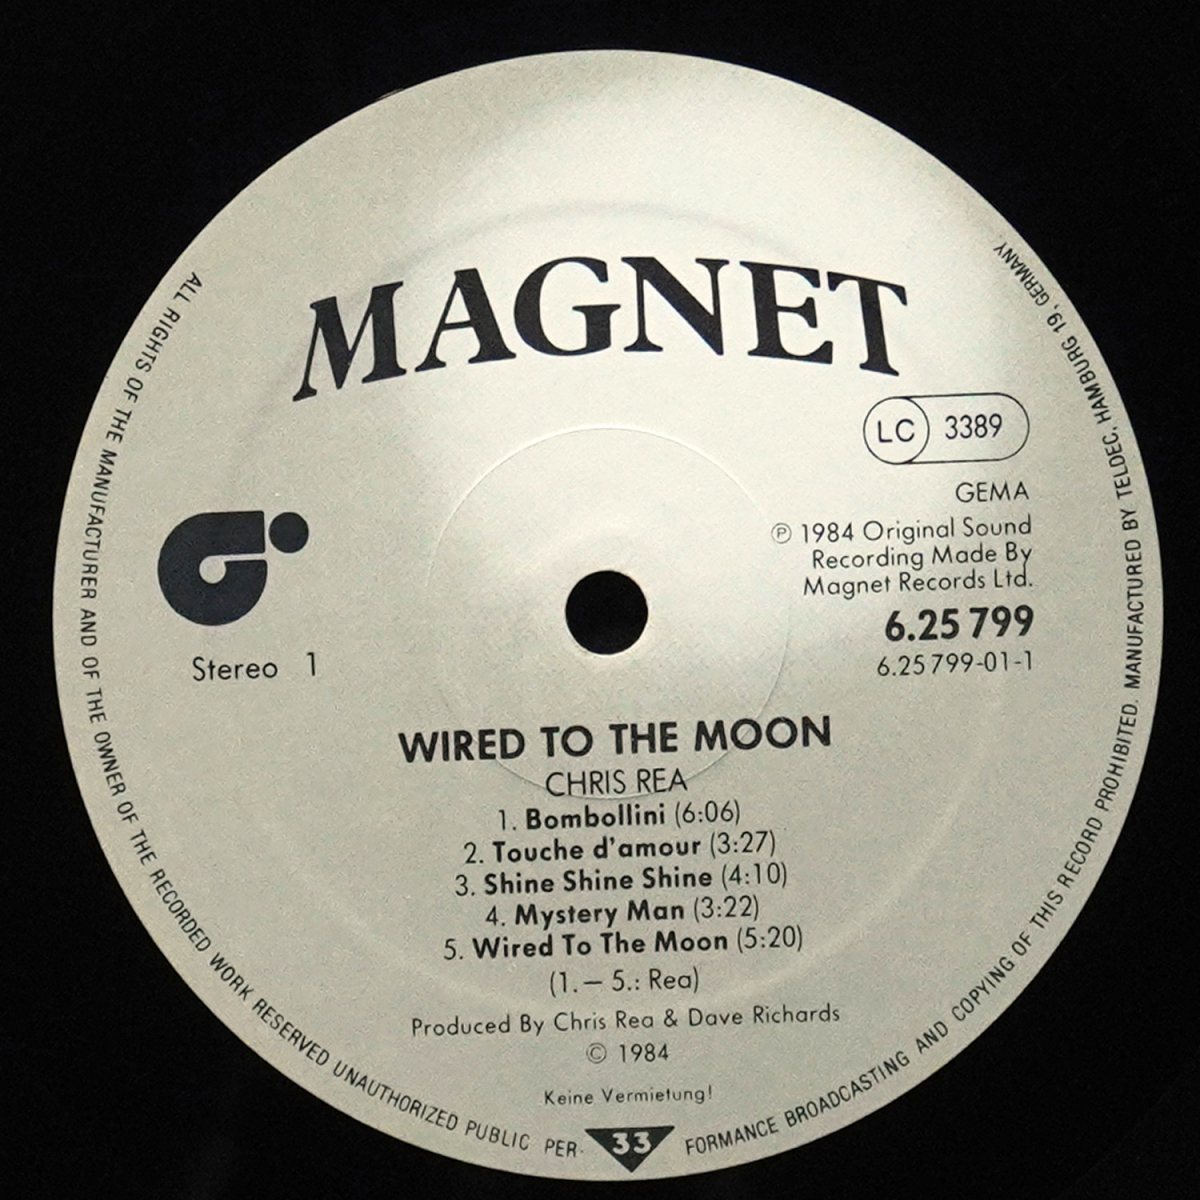 MAGNET
LC 3389
GEMA
℗ 1984 Original Sound
Recording Made By
Magnet Records Ltd.
6.25 799
6.25 799-01-1
Stereo 1
WIRED TO THE MOON
CHRIS REA
1. Bombollini (6:06)
2. Touche d'amour (3:27)
3. Shine Shine Shine (4:10)
4. Mystery Man (3:22)
5. Wired To The Moon (5:20)
(1.– 5.: Rea)
Produced By Chris Rea & Dave Richards
© 1984
Keine Vermietung!
33
ALL RIGHTS OF THE MANUFACTURER AND OF THE OWNER OF THE RECORDED WORK RESERVED UNAUTHORIZED PUBLIC PER- FORMANCE BROADCASTING AND COPYING OF THIS RECORD PROHIBITED. MANUFACTURED BY TELDEC, HAMBURG 19, GERMANY.